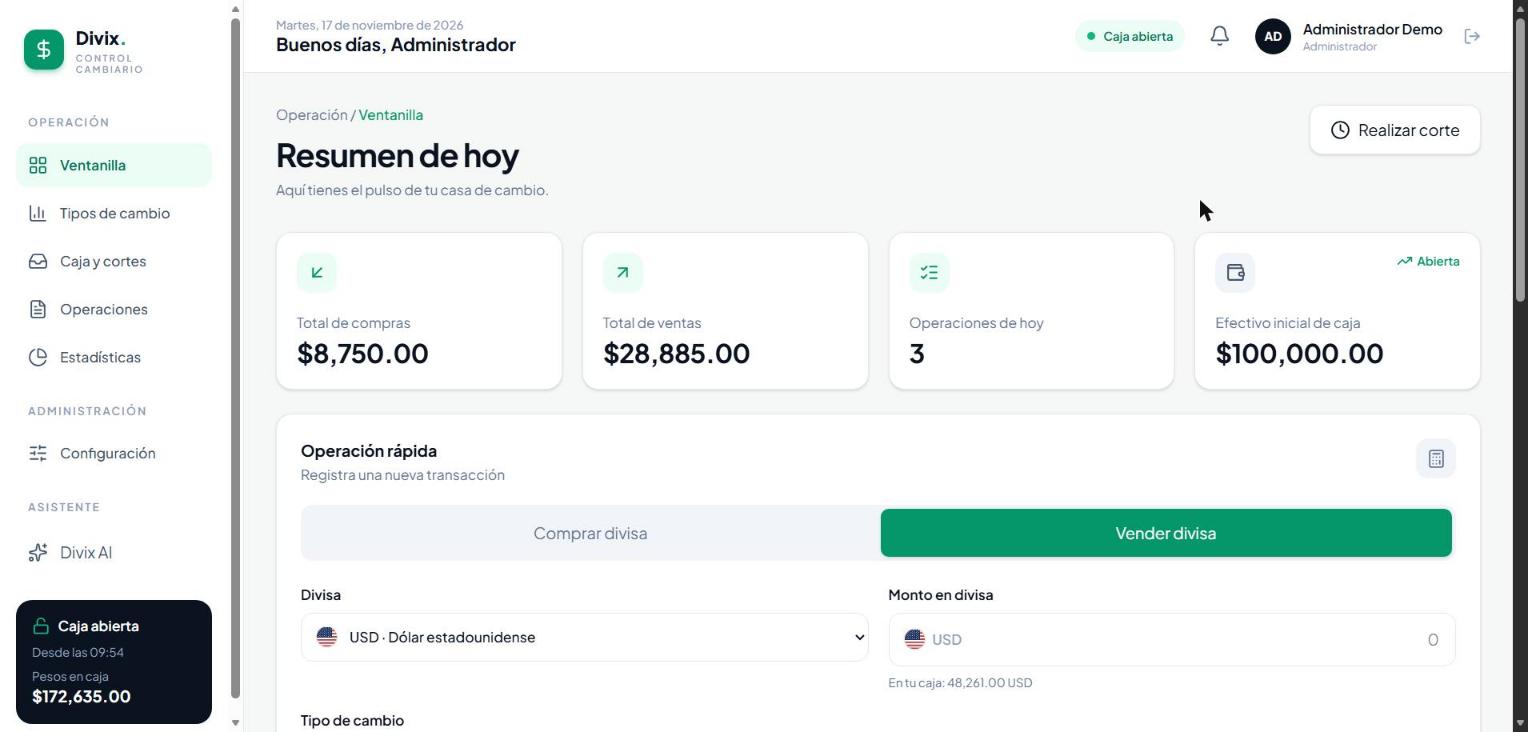 Divix.
CONTROL
CAMBIARIO
OPERACIÓN
Ventanilla
Tipos de cambio
Caja y cortes
Operaciones
Estadísticas
ADMINISTRACIÓN
Configuración
ASISTENTE
Divix AI
Caja abierta
Desde las 09:54
Pesos en caja
$172,635.00
Martes, 17 de noviembre de 2026
Buenos días, Administrador
Caja abierta
AD
Administrador Demo
Administrador
Operación / Ventanilla
Resumen de hoy
Aquí tienes el pulso de tu casa de cambio.
Realizar corte
Total de compras
$8,750.00
Total de ventas
$28,885.00
Operaciones de hoy
3
Abierta
Efectivo inicial de caja
$100,000.00
Operación rápida
Registra una nueva transacción
Comprar divisa
Vender divisa
Divisa
USD · Dólar estadounidense
Monto en divisa
USD 0
En tu caja: 48,261.00 USD
Tipo de cambio